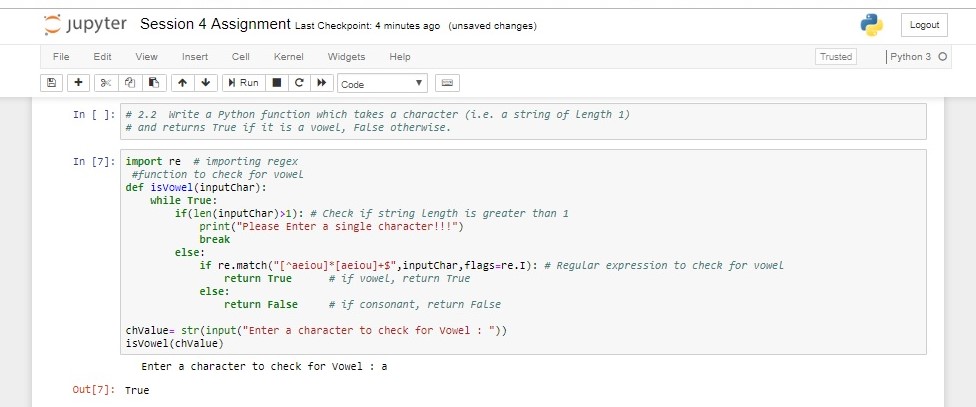 jupyter Session 4 Assignment Last Checkpoint: 4 minutes ago (unsaved changes) Logout
File Edit View Insert Cell Kernel Widgets Help Trusted Python 3
Run Code
In [ ]: # 2.2 Write a Python function which takes a character (i.e. a string of length 1)
# and returns True if it is a vowel, False otherwise.
In [7]: import re # importing regex
#function to check for vowel
def isVowel(inputChar):
while True:
if(len(inputChar)>1): # Check if string length is greater than 1
print("Please Enter a single character!!!")
break
else:
if re.match("[^aeiou]*[aeiou]+$",inputChar,flags=re.I): # Regular expression to check for vowel
return True # if vowel, return True
else:
return False # if consonant, return False
chValue= str(input("Enter a character to check for Vowel : "))
isVowel(chValue)
Enter a character to check for Vowel : a
Out[7]: True